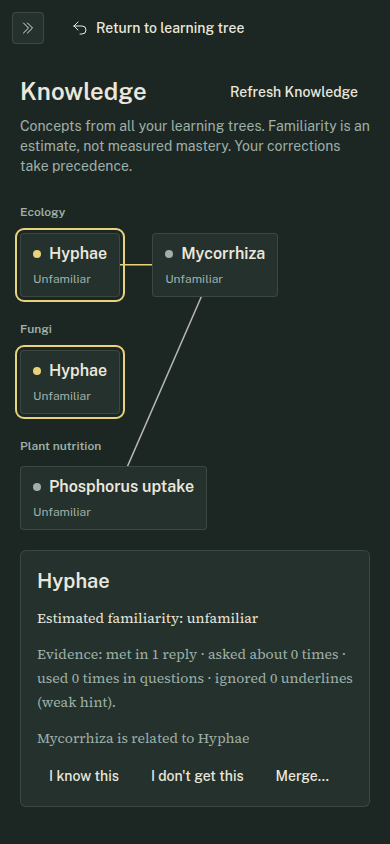 Return to learning tree
Knowledge
Refresh Knowledge
Concepts from all your learning trees. Familiarity is an
estimate, not measured mastery. Your corrections
take precedence.
Ecology
Hyphae
Unfamiliar
Mycorrhiza
Unfamiliar
Fungi
Hyphae
Unfamiliar
Plant nutrition
Phosphorus uptake
Unfamiliar
Hyphae
Estimated familiarity: unfamiliar
Evidence: met in 1 reply · asked about 0 times ·
used 0 times in questions · ignored 0 underlines
(weak hint).
Mycorrhiza is related to Hyphae
I know this
I don't get this
Merge...